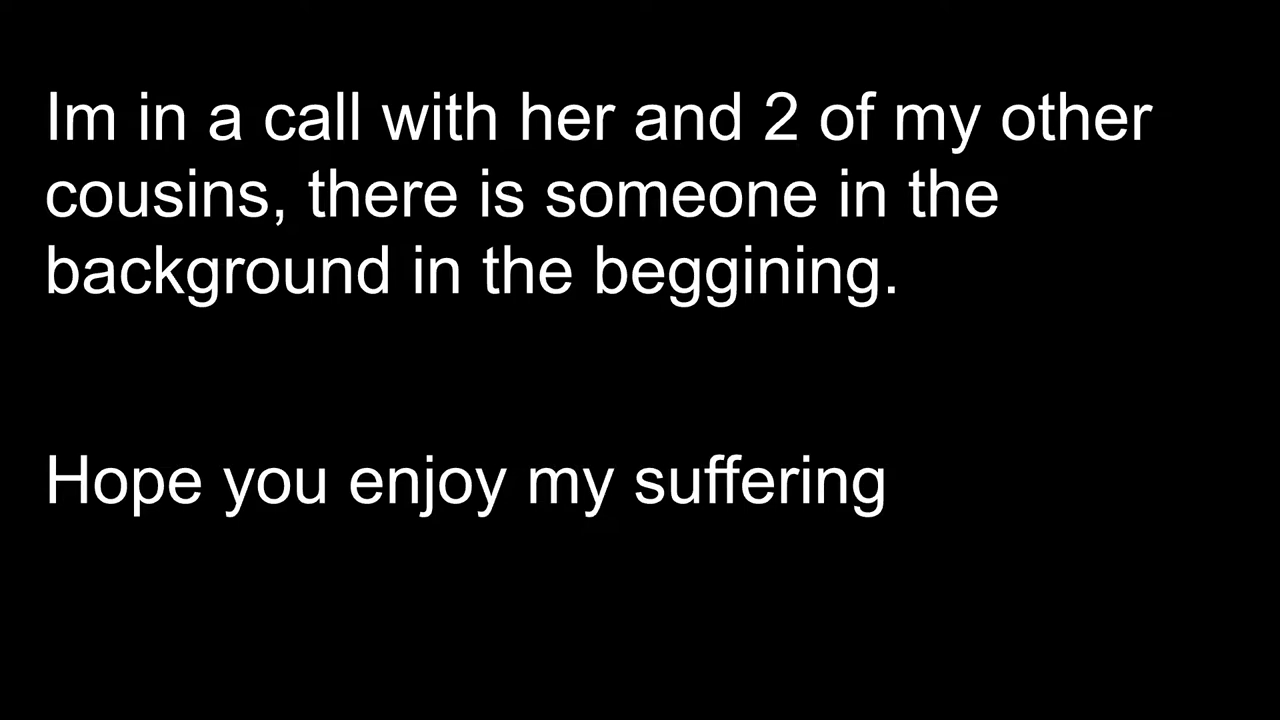 Im in a call with her and 2 of my other
cousins, there is someone in the
background in the beggining.
Hope you enjoy my suffering